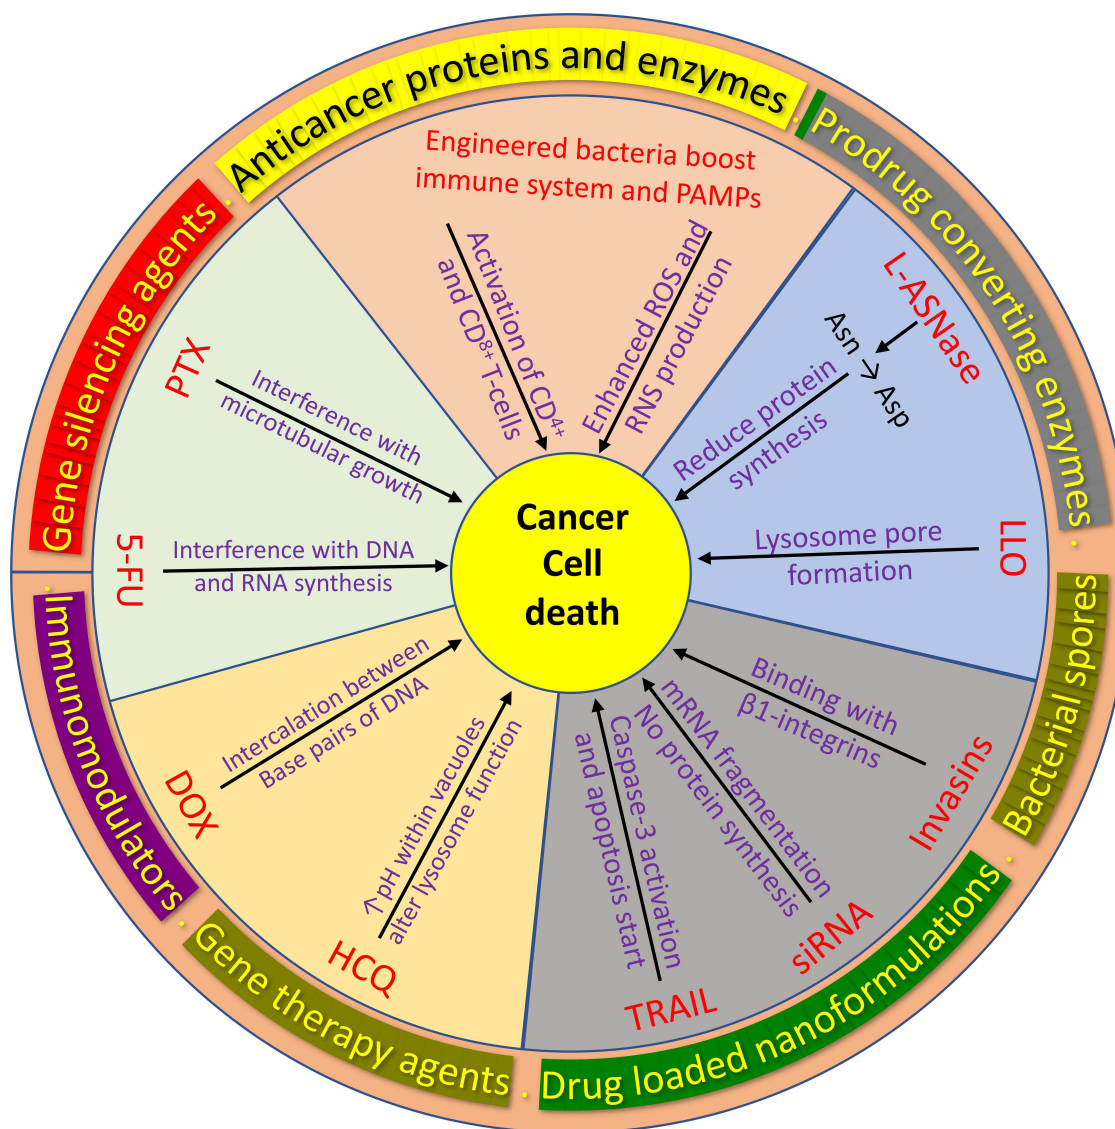 Anticancer proteins and enzymes .
Prodrug converting enzymes .
Bacterial spores .
Drug loaded nanoformulations .
Gene therapy agents .
Immunomodulators .
Gene silencing agents .
Engineered bacteria boost
immune system and PAMPs
Activation of CD4+
and CD8+ T-cells
Enhanced ROS and
RNS production
L-ASNase
Asn → Asp
Reduce protein
synthesis
LLO
Lysosome pore
formation
Invasins
Binding with
β1-integrins
siRNA
mRNA fragmentation
No protein synthesis
TRAIL
Caspase-3 activation
and apoptosis start
HCQ
↑pH within vacuoles
alter lysosome function
DOX
Intercalation between
Base pairs of DNA
5-FU
Interference with DNA
and RNA synthesis
PTX
Interference with
microtubular growth
Cancer
Cell
death